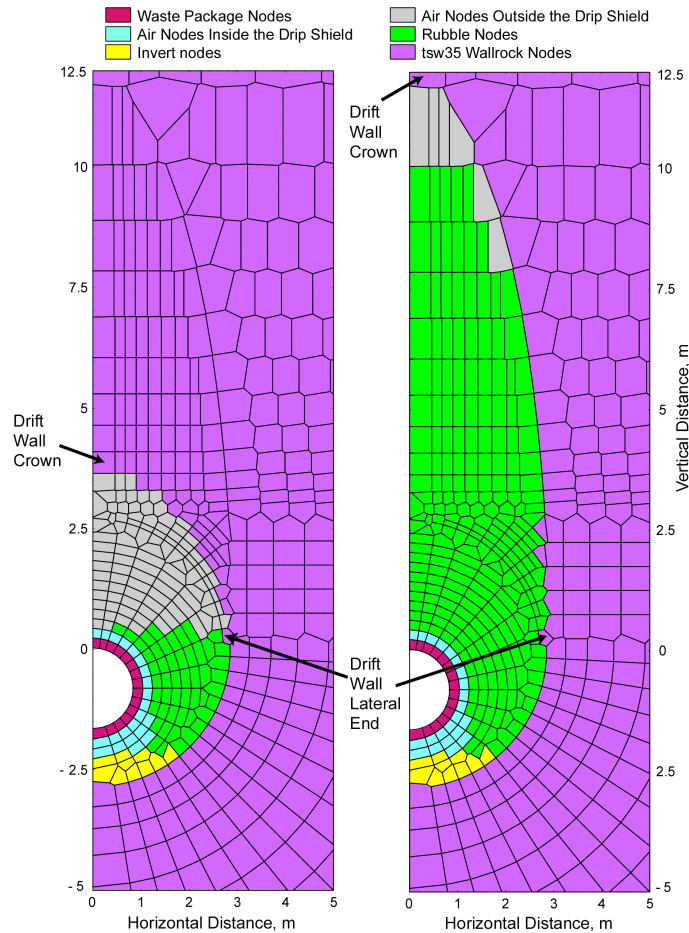 Waste Package Nodes
Air Nodes Inside the Drip Shield
Invert nodes
Air Nodes Outside the Drip Shield
Rubble Nodes
tsw35 Wallrock Nodes
12.5
10
7.5
5
2.5
0
- 2.5
- 5
0 1 2 3 4 5
Horizontal Distance, m
Drift
Wall
Crown
Drift
Wall
Crown
Drift
Wall
Lateral
End
12.5
10
7.5
5
2.5
0
2.5
- 5
0 1 2 3 4 5
Horizontal Distance, m
Vertical Distance, m